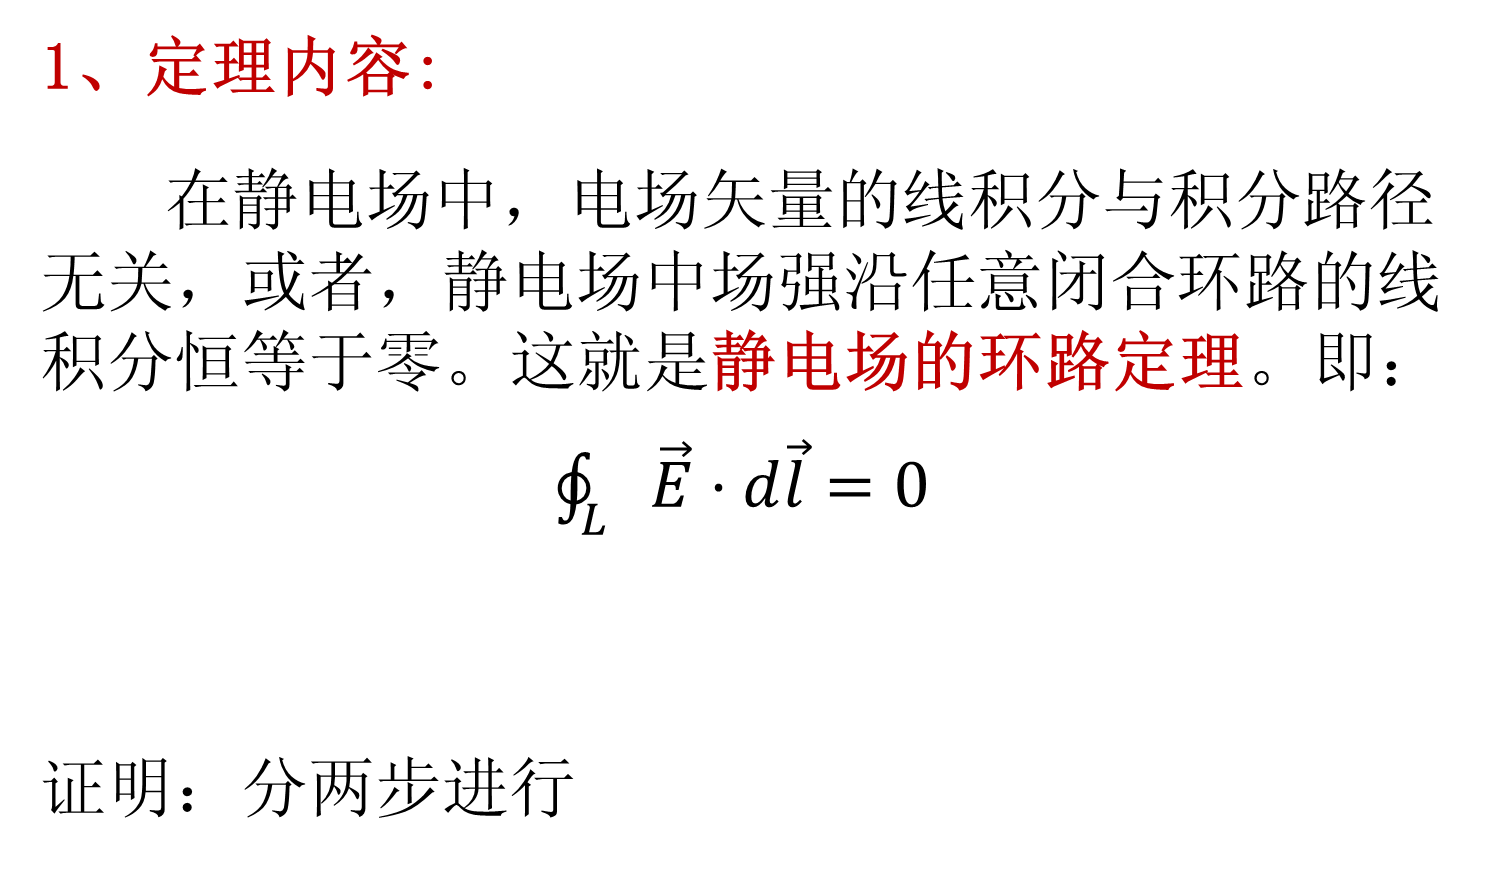 1、定理内容:
在静电场中，电场矢量的线积分与积分路径
无关，或者，静电场中场强沿任意闭合环路的线
积分恒等于零。这就是静电场的环路定理。即：
∮_L E⃗ · dl⃗ = 0
证明：分两步进行